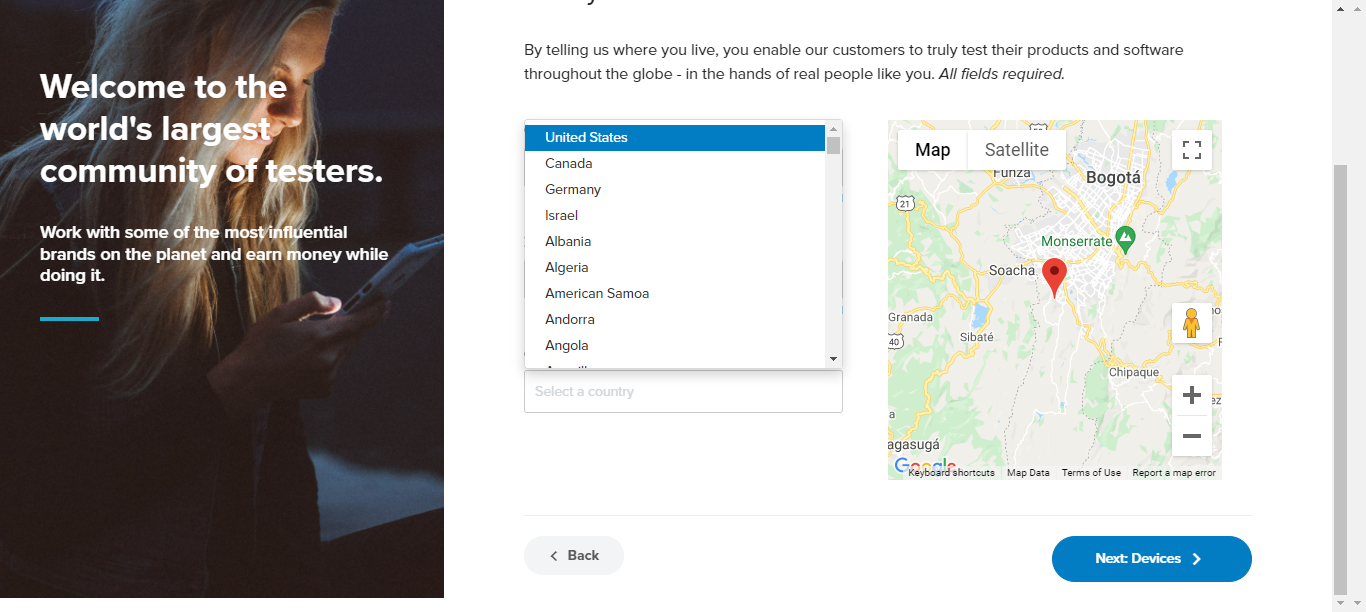 Welcome to the
world's largest
community of testers.
Work with some of the most influential
brands on the planet and earn money while
doing it.
By telling us where you live, you enable our customers to truly test their products and software
throughout the globe - in the hands of real people like you. All fields required.
United States
Canada
Germany
Israel
Albania
Algeria
American Samoa
Andorra
Angola
Select a country
Map
Satellite
Funza
Bogotá
21
Monserrate
Soacha
Granada
Sibaté
40
Chipaque
agasugá
Google
Keyboard shortcuts
Map Data
Terms of Use
Report a map error
Back
Next: Devices